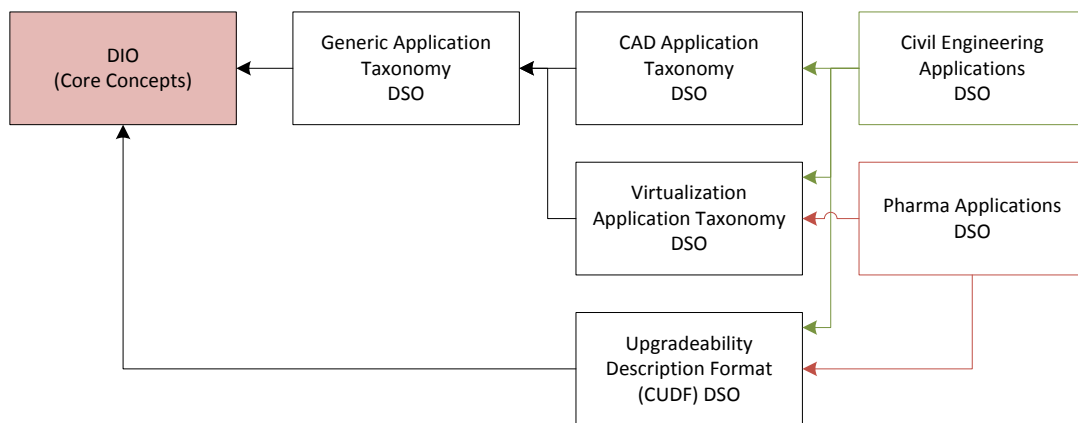 DIO
(Core Concepts)
Generic Application
Taxonomy
DSO
CAD Application
Taxonomy
DSO
Civil Engineering
Applications
DSO
Virtualization
Application Taxonomy
DSO
Pharma Applications
DSO
Upgradeability
Description Format
(CUDF) DSO